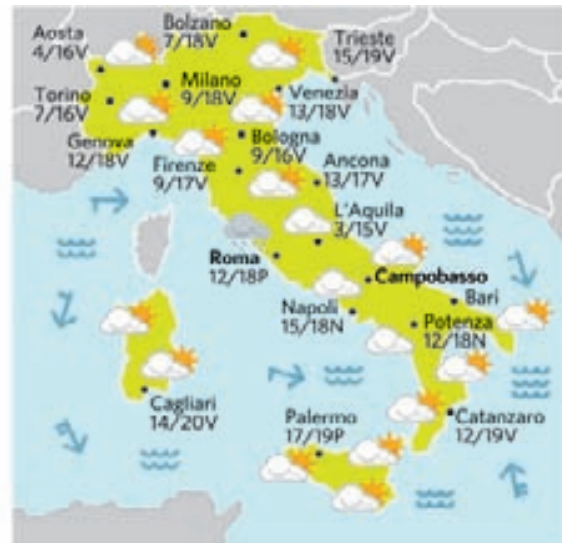 Bolzano
7/18V
Aosta
4/16V
Trieste
15/19V
Milano
9/18V
Venezia
13/18V
Torino
7/16V
Genova
12/18V
Bologna
9/16V
Firenze
9/17V
Ancona
13/17V
L'Aquila
3/15V
Roma
12/18P
Campobasso
Bari
Napoli
15/18N
Potenza
12/18N
Cagliari
14/20V
Palermo
17/19P
Catanzaro
12/19V